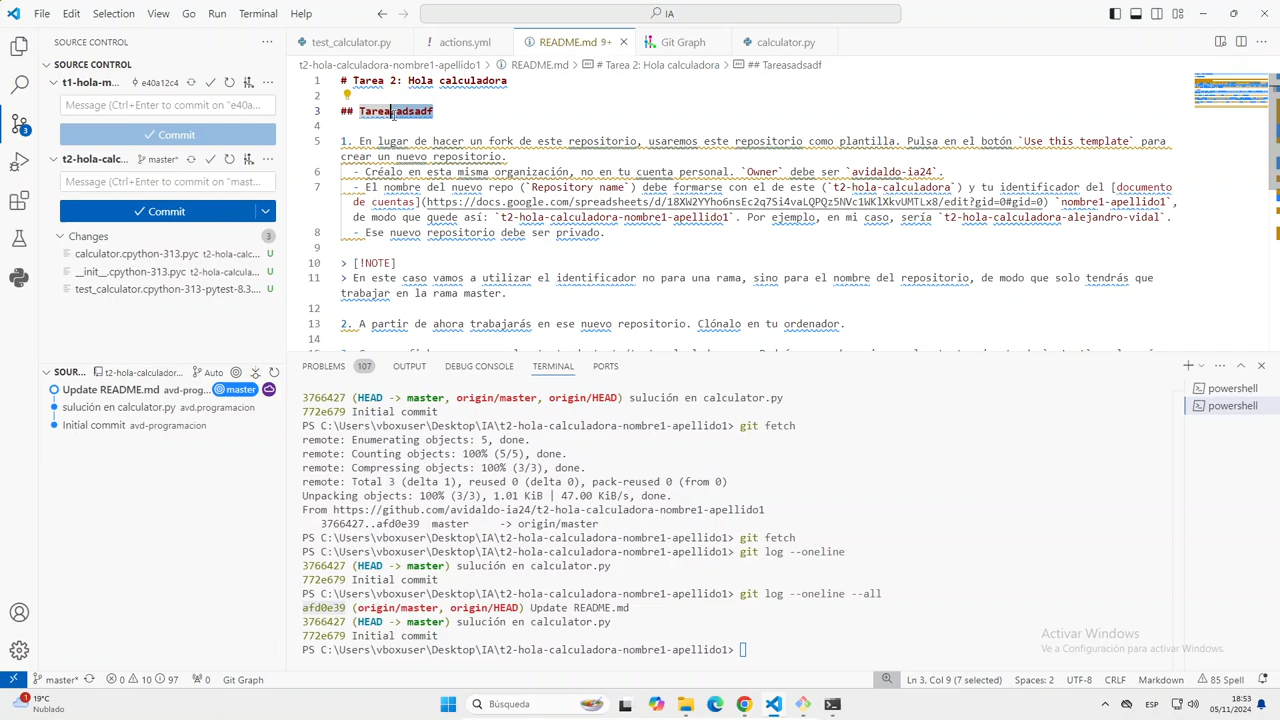 File Edit Selection View Go Run Terminal Help
IA
SOURCE CONTROL
test_calculator.py actions.yml README.md 9+ Git Graph calculator.py
SOURCE CONTROL
t2-hola-calculadora-nombre1-apellido1 > README.md > # Tarea 2: Hola calculadora > ## Tareasadsadf
t1-hola-m... e40a12c4
Message (Ctrl+Enter to commit on "e40a...
Commit
t2-hola-calc... master*
Message (Ctrl+Enter to commit on "mast...
Commit
Changes 3
calculator.cpython-313.pyc t2-hola-calcula... U
__init__.cpython-313.pyc t2-hola-calcula... U
test_calculator.cpython-313-pytest-8.3.... U
3
1 # Tarea 2: Hola calculadora
2
3 ## Tareasadsadf
4
5 1. En lugar de hacer un fork de este repositorio, usaremos este repositorio como plantilla. Pulsa en el botón `Use this template` para
crear un nuevo repositorio.
6 - Créalo en esta misma organización, no en tu cuenta personal. `Owner` debe ser `avidaldo-ia24`.
7 - El nombre del nuevo repo (`Repository name`) debe formarse con el de este (`t2-hola-calculadora`) y tu identificador del [documento
de cuentas](https://docs.google.com/spreadsheets/d/18XW2YYho6nsEc2q7Si4vaLQPQz5NVc1WKlXkvUMTLx8/edit?gid=0#gid=0) `nombre1-apellido1`,
de modo que quede así: `t2-hola-calculadora-nombre1-apellido1`. Por ejemplo, en mi caso, sería `t2-hola-calculadora-alejandro-vidal`.
8 - Ese nuevo repositorio debe ser privado.
9
10 > [!NOTE]
11 > En este caso vamos a utilizar el identificador no para una rama, sino para el nombre del repositorio, de modo que solo tendrás que
trabajar en la rama master.
12
13 2. A partir de ahora trabajarás en ese nuevo repositorio. Clónalo en tu ordenador.
14
SOUR... t2-hola-calculador... Auto
Update README.md avd-prog... master
sulución en calculator.py avd.programacion
Initial commit avd-programacion
PROBLEMS 107 OUTPUT DEBUG CONSOLE TERMINAL PORTS
powershell
powershell
3766427 (HEAD -> master, origin/master, origin/HEAD) sulución en calculator.py
772e679 Initial commit
PS C:\Users\vboxuser\Desktop\IA\t2-hola-calculadora-nombre1-apellido1> git fetch
remote: Enumerating objects: 5, done.
remote: Counting objects: 100% (5/5), done.
remote: Compressing objects: 100% (3/3), done.
remote: Total 3 (delta 1), reused 0 (delta 0), pack-reused 0 (from 0)
Unpacking objects: 100% (3/3), 1.01 KiB | 47.00 KiB/s, done.
From https://github.com/avidaldo-ia24/t2-hola-calculadora-nombre1-apellido1
3766427..afd0e39 master -> origin/master
PS C:\Users\vboxuser\Desktop\IA\t2-hola-calculadora-nombre1-apellido1> git fetch
PS C:\Users\vboxuser\Desktop\IA\t2-hola-calculadora-nombre1-apellido1> git log --oneline
3766427 (HEAD -> master) sulución en calculator.py
772e679 Initial commit
PS C:\Users\vboxuser\Desktop\IA\t2-hola-calculadora-nombre1-apellido1> git log --oneline --all
afd0e39 (origin/master, origin/HEAD) Update README.md
3766427 (HEAD -> master) sulución en calculator.py
772e679 Initial commit
PS C:\Users\vboxuser\Desktop\IA\t2-hola-calculadora-nombre1-apellido1>
Activar Windows
Ve a Configuración para activar Windows.
master* 0 10 97 0 Git Graph Ln 3, Col 9 (7 selected) Spaces: 2 UTF-8 CRLF Markdown 85 Spell
1 19°C
Nublado
Búsqueda
ESP
18:53
05/11/2024